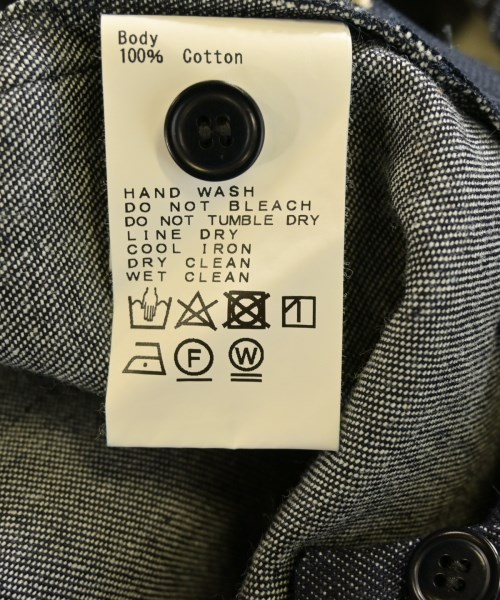 Body
100% Cotton
HAND WASH
DO NOT BLEACH
DO NOT TUMBLE DRY
LINE DRY
COOL IRON
DRY CLEAN
WET CLEAN
F W